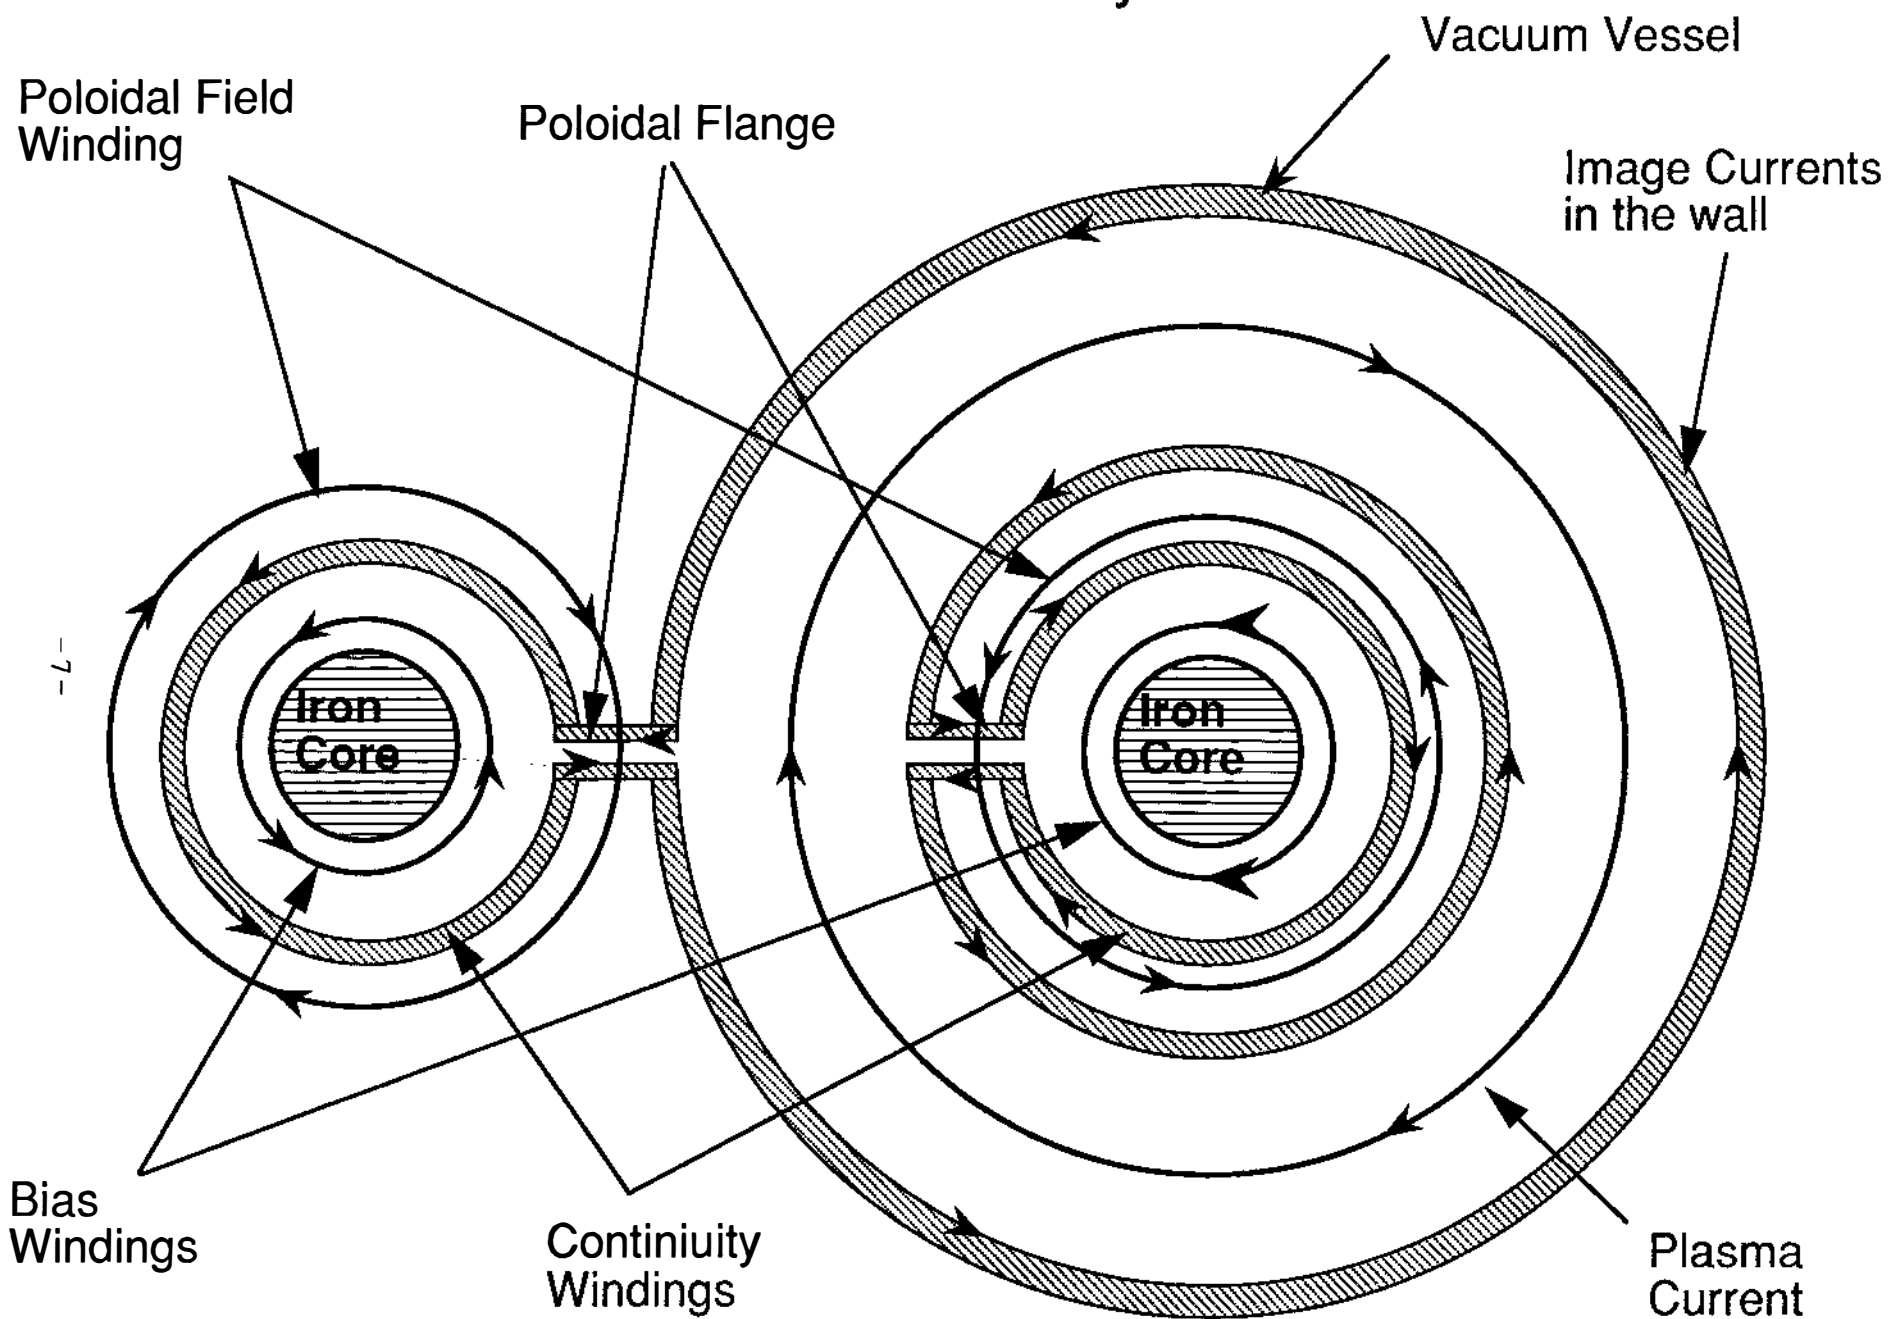 Vacuum Vessel
Poloidal Field
Winding
Poloidal Flange
Image Currents
in the wall
Iron
Core
Iron
Core
-7-
Bias
Windings
Continiuity
Windings
Plasma
Current